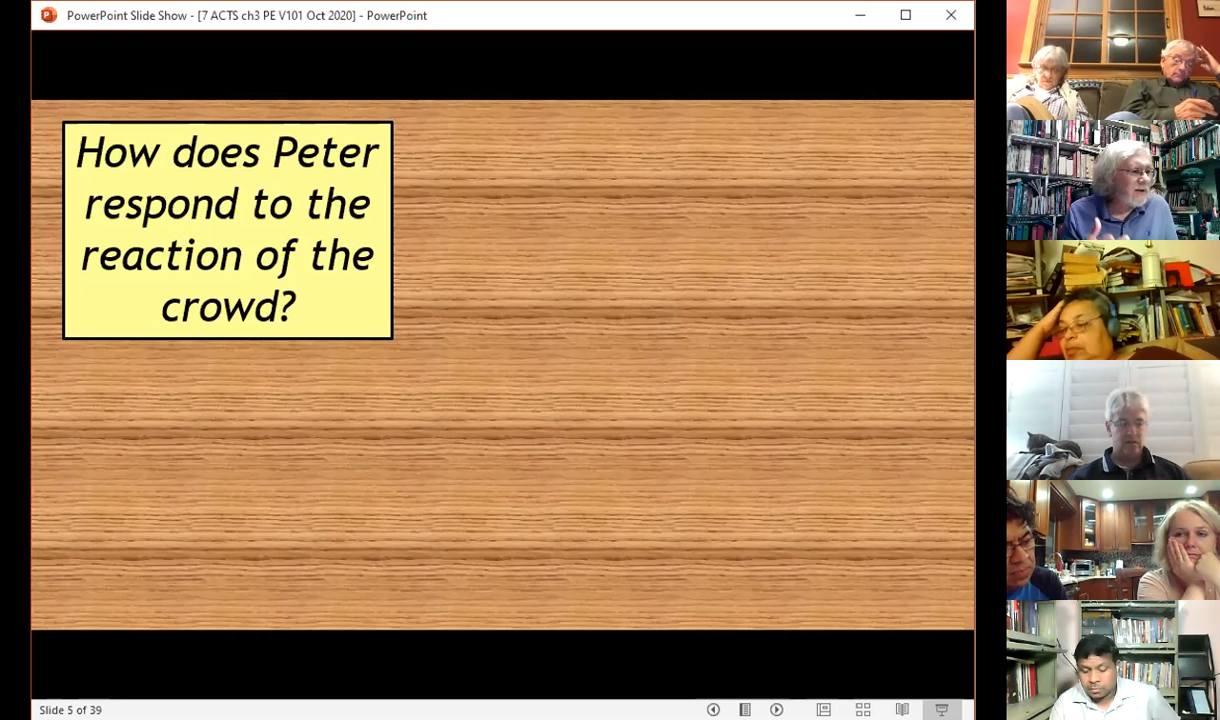 PowerPoint Slide Show - [7 ACTS ch3 PE V101 Oct 2020] - PowerPoint
How does Peter
respond to the
reaction of the
crowd?
Slide 5 of 39